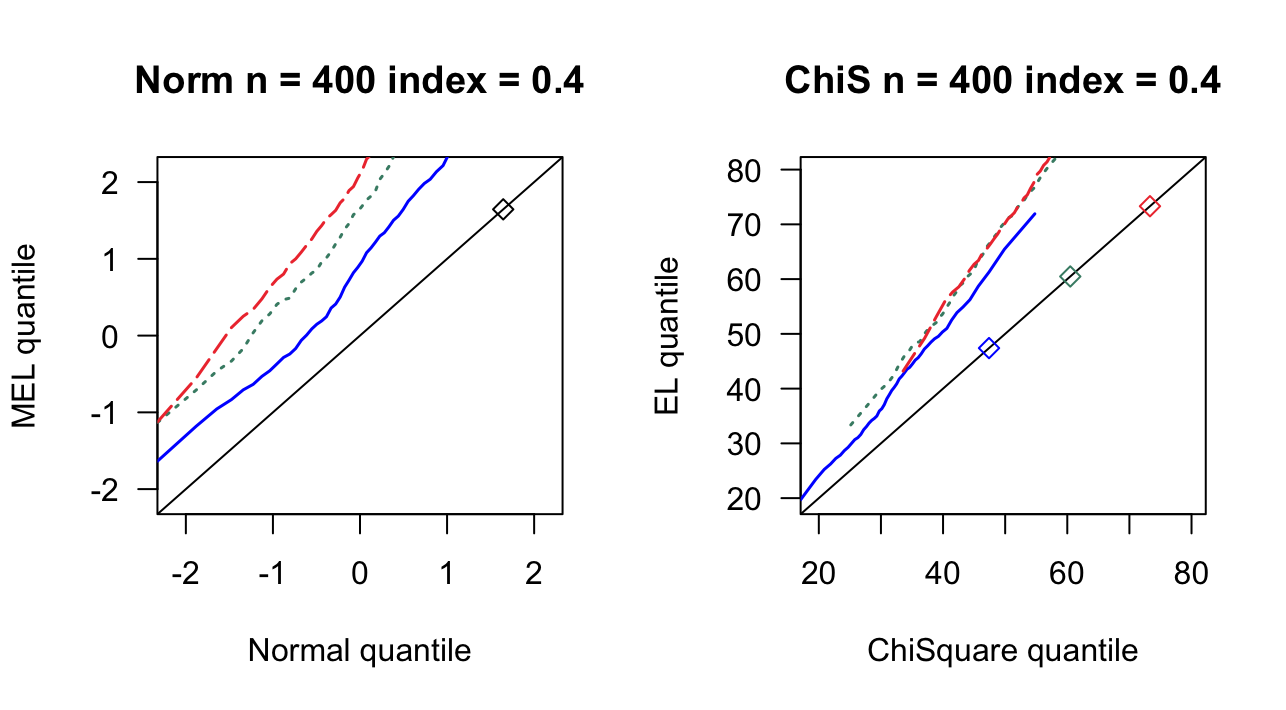 Norm n = 400 index = 0.4
MEL quantile
2
1
0
-1
-2
-2 -1 0 1 2
Normal quantile
ChiS n = 400 index = 0.4
EL quantile
80
70
60
50
40
30
20
20 40 60 80
ChiSquare quantile